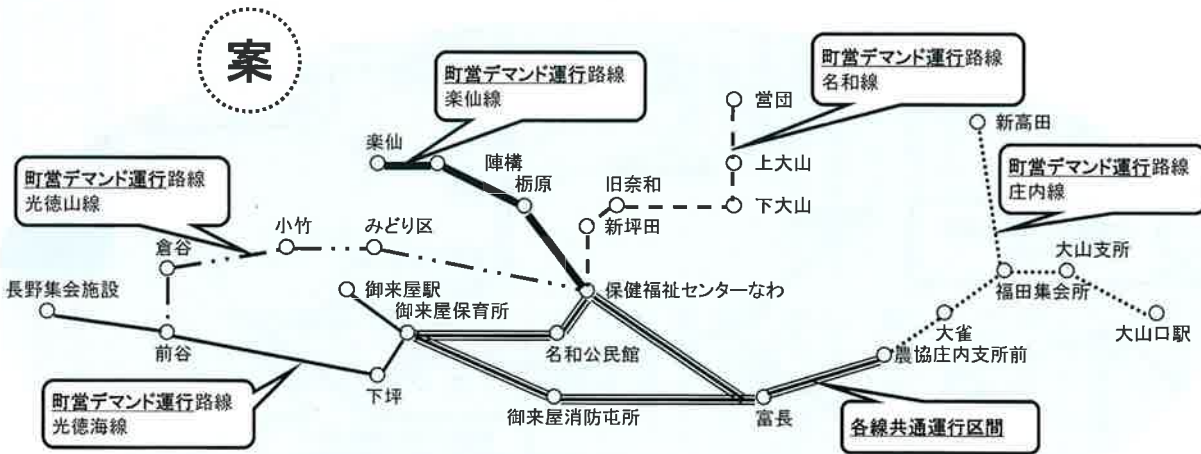 案
町営デマンド運行路線
楽仙線
町営デマンド運行路線
名和線
営団
新高田
楽仙
陣構
上大山
町営デマンド運行路線
光徳山線
町営デマンド運行路線
庄内線
栃原
旧奈和
下大山
小竹
みどり区
新坪田
倉谷
大山支所
長野集会施設
御来屋駅
保健福祉センターなわ
福田集会所
御来屋保育所
大雀
大山口駅
前谷
名和公民館
農協庄内支所前
下坪
町営デマンド運行路線
光徳海線
御来屋消防屯所
富長
各線共通運行区間